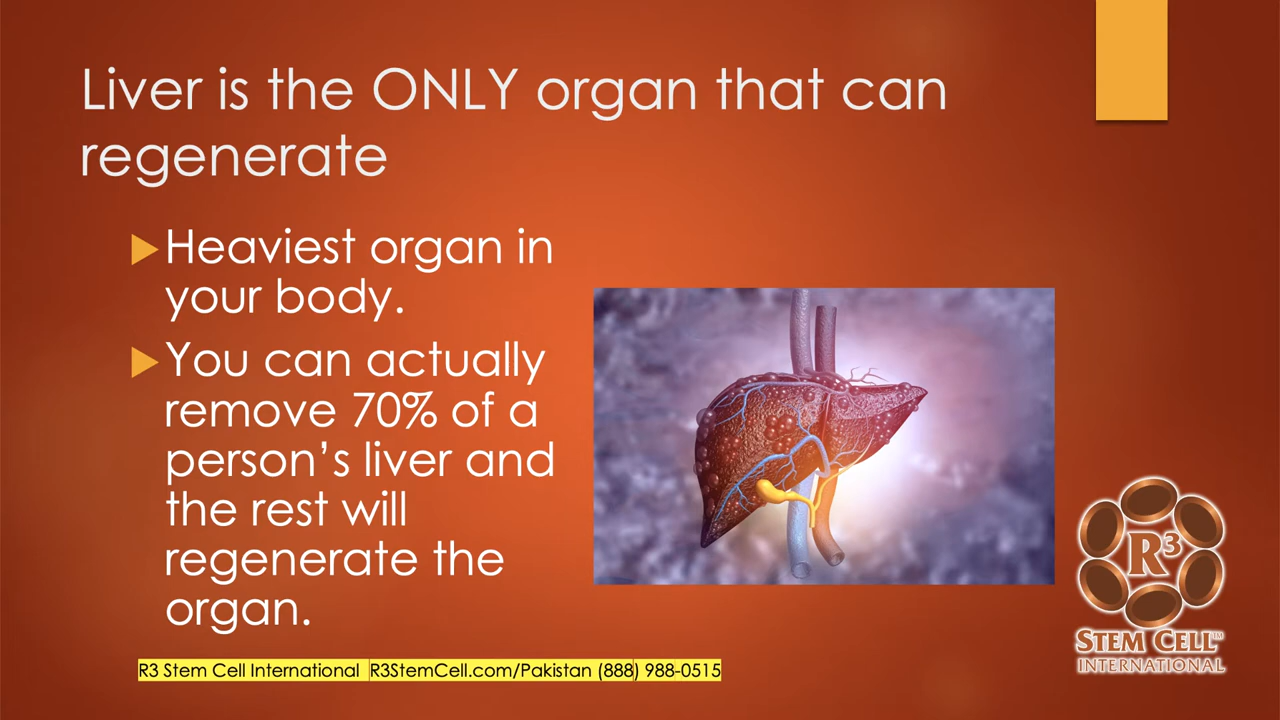 Liver is the ONLY organ that can
regenerate
Heaviest organ in
your body.
You can actually
remove 70% of a
person’s liver and
the rest will
regenerate the
organ.
R3 Stem Cell International R3StemCell.com/Pakistan (888) 988-0515
R3
STEM CELL™
INTERNATIONAL